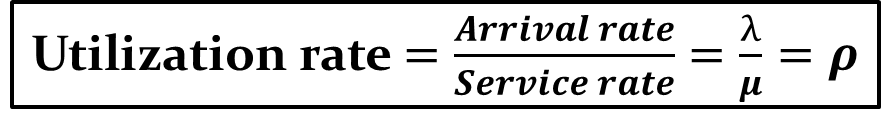 Utilization rate = Arrival rate / Service rate = λ / μ = ρ